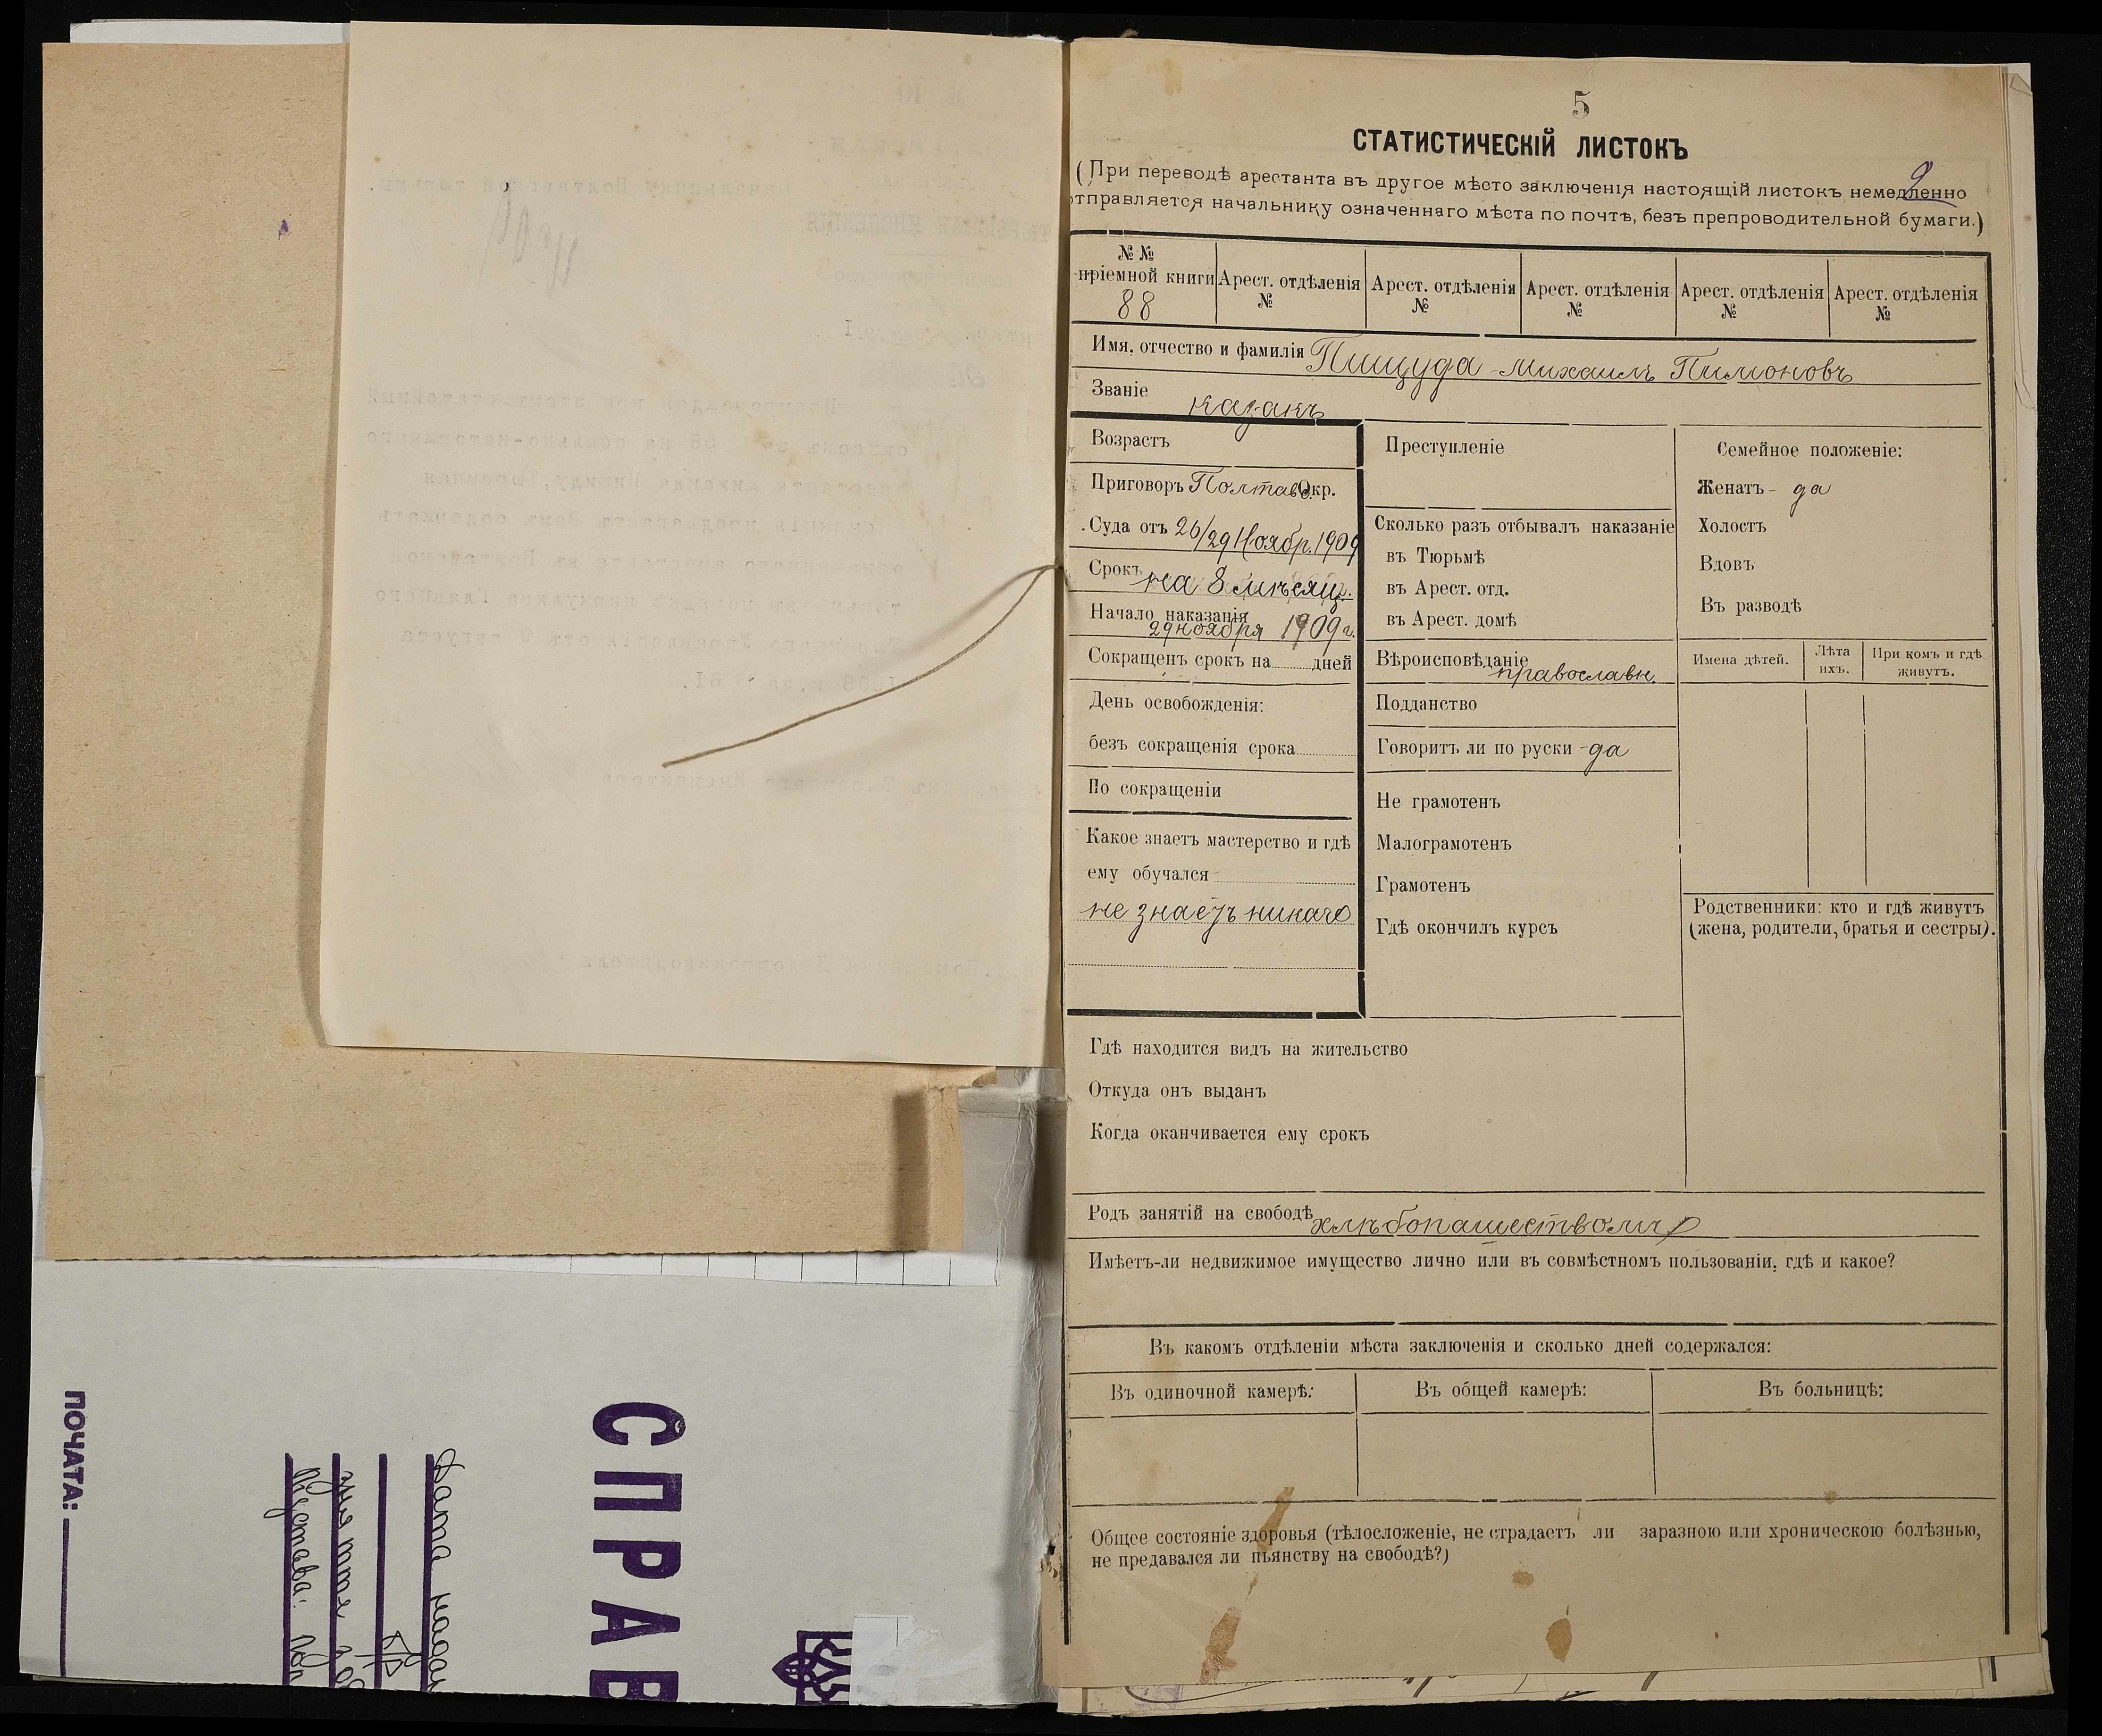 5
СТАТИСТИЧЕСКІЙ ЛИСТОКЪ
9
(При переводѣ арестанта въ другое мѣсто заключенія настоящій листокъ немедленно
отправляется начальнику означеннаго мѣста по почтѣ, безъ препроводительной бумаги.)
№ №
пріемной книги
88
Арест. отдѣленія
№
Арест. отдѣленія
№
Арест. отдѣленія
№
Арест. отдѣленія
№
Арест. отдѣленія
№
Имя, отчество и фамилія Пищуда Михаилъ Пимоновъ
Званіе казакъ
Возрастъ
Приговоръ Полтав. Окр.
Суда отъ 26/29 Ноябр. 1909
Срокъ на 8 мѣсяц.
Начало наказанія
29 ноября 1909 г.
Сокращенъ срокъ на дней
День освобожденія:
безъ сокращенія срока
По сокращеніи
Какое знаетъ мастерство и гдѣ
ему обучался
не знаетъ никаго
Преступленіе
Сколько разъ отбывалъ наказаніе
въ Тюрьмѣ
въ Арест. отд.
въ Арест. домѣ
Вѣроисповѣданіе
православн.
Подданство
Говоритъ ли по руски - да
Не грамотенъ
Малограмотенъ
Грамотенъ
Гдѣ окончилъ курсъ
Семейное положеніе:
Женатъ - да
Холостъ
Вдовъ
Въ разводѣ
Имена дѣтей.
Лѣта
ихъ.
При комъ и гдѣ
живутъ.
Родственники: кто и гдѣ живутъ
(жена, родители, братья и сестры).
Гдѣ находится видъ на жительство
Откуда онъ выданъ
Когда оканчивается ему срокъ
Родъ занятій на свободѣ хлѣбопашествомъ
Имѣетъ-ли недвижимое имущество лично или въ совмѣстномъ пользованіи, гдѣ и какое?
Въ какомъ отдѣленіи мѣста заключенія и сколько дней содержался:
Въ одиночной камерѣ:
Въ общей камерѣ:
Въ больницѣ:
Общее состояніе здоровья (тѣлосложеніе, не страдаетъ ли заразною или хроническою болѣзнью,
не предавался ли пьянству на свободѣ?)
СПРАВ
ПОЧАТА: